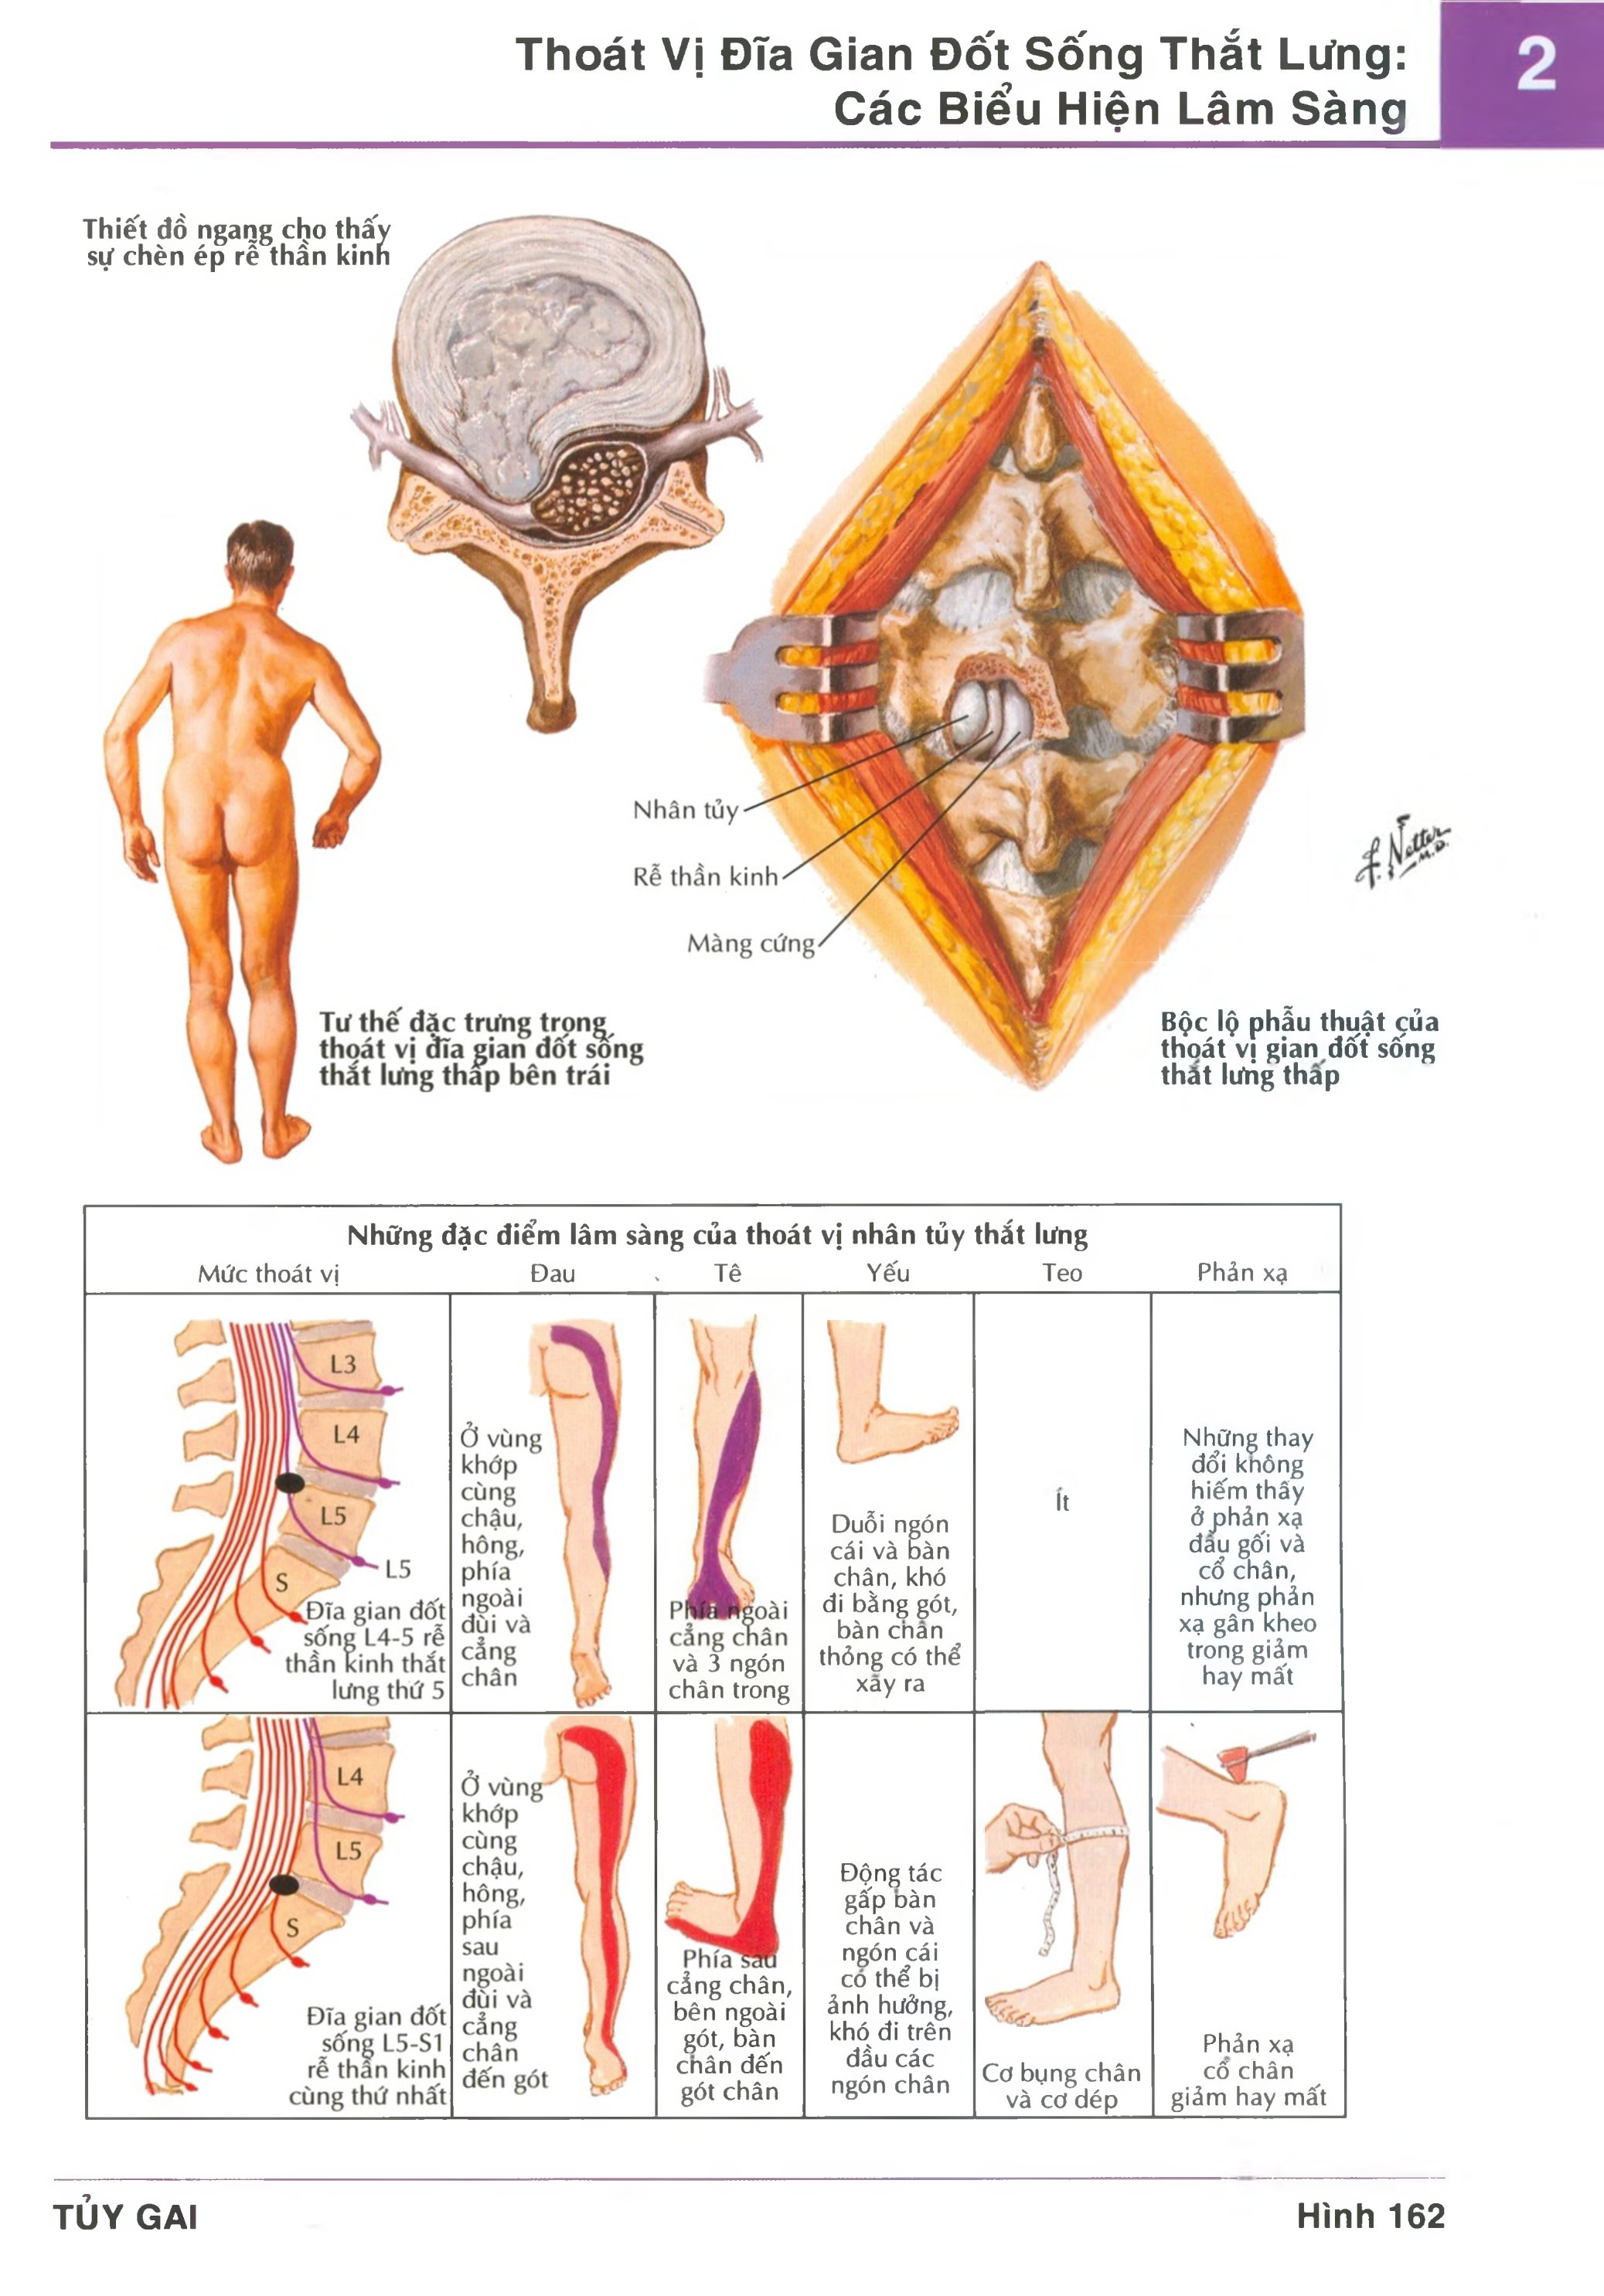 Thoát Vị Đĩa Gian Đốt Sống Thắt Lưng:
Các Biểu Hiện Lâm Sàng
2
Thiết đồ ngang cho thấy
sự chèn ép rễ thần kinh
Nhân tủy
Rễ thần kinh
Màng cứng
F. Netter
M.D.
Tư thế đặc trưng trong
thoát vị đĩa gian đốt sống
thắt lưng thấp bên trái
Bộc lộ phẫu thuật của
thoát vị gian đốt sống
thắt lưng thấp
Những đặc điểm lâm sàng của thoát vị nhân tủy thắt lưng
Mức thoát vị
Đau
Tê
Yếu
Teo
Phản xạ
L3
L4
L5
L5
S
Đĩa gian đốt
sống L4-5 rễ
thần kinh thắt
lưng thứ 5
Ở vùng
khớp
cùng
chậu,
hông,
phía
ngoài
đùi và
cẳng
chân
Phía ngoài
cẳng chân
và 3 ngón
chân trong
Duỗi ngón
cái và bàn
chân, khó
đi bằng gót,
bàn chân
thỏng có thể
xẩy ra
Ít
Những thay
đổi không
hiếm thấy
ở phản xạ
đầu gối và
cổ chân,
nhưng phản
xạ gân kheo
trong giảm
hay mất
L4
L5
S
Đĩa gian đốt
sống L5-S1
rễ thần kinh
cùng thứ nhất
Ở vùng
khớp
cùng
chậu,
hông,
phía
sau
ngoài
đùi và
cẳng
chân
đến gót
Phía sau
cẳng chân,
bên ngoài
gót, bàn
chân đến
gót chân
Động tác
gấp bàn
chân và
ngón cái
có thể bị
ảnh hưởng,
khó đi trên
đầu các
ngón chân
Cơ bụng chân
và cơ dép
Phản xạ
cổ chân
giảm hay mất
TỦY GAI
Hình 162